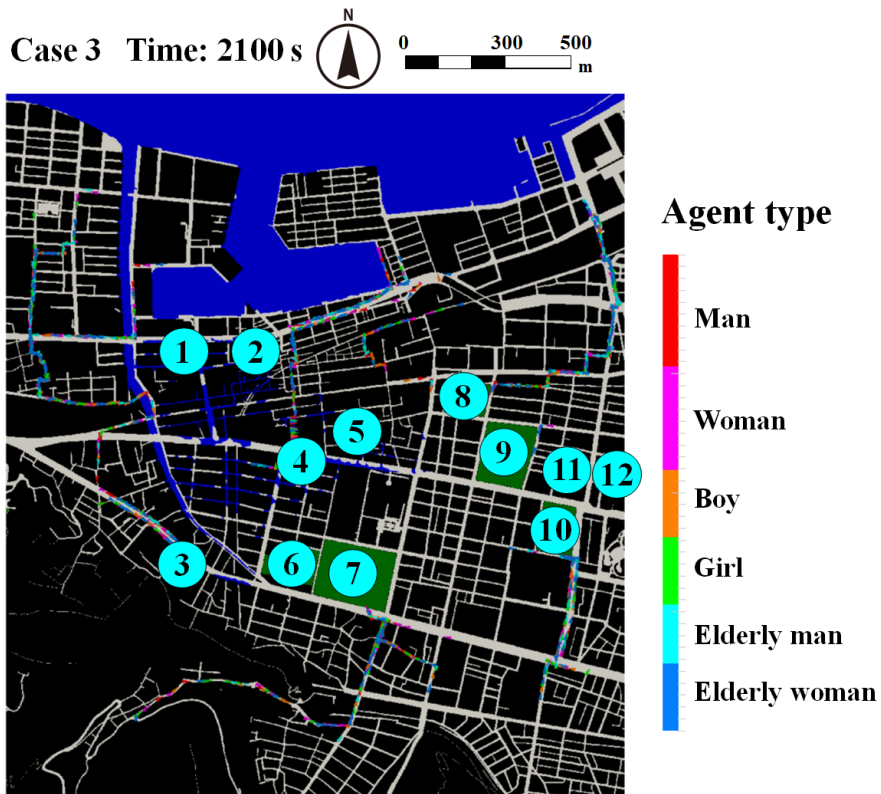 N
Case 3 Time: 2100 s
0 300 500
m
Agent type
Man
Woman
Boy
Girl
Elderly man
Elderly woman
1
2
8
5
9
4
11
12
10
3
6
7